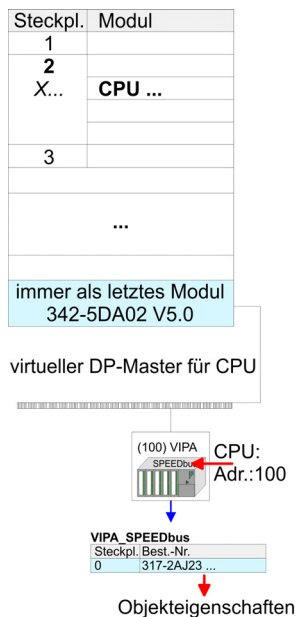 Steckpl. Modul
1
2
X... CPU ...
3
...
immer als letztes Modul
342-5DA02 V5.0
virtueller DP-Master für CPU
(100) VIPA
SPEEDbus
CPU:
Adr.:100
VIPA_SPEEDbus
Steckpl. Best.-Nr.
0 317-2AJ23 ...
Objekteigenschaften